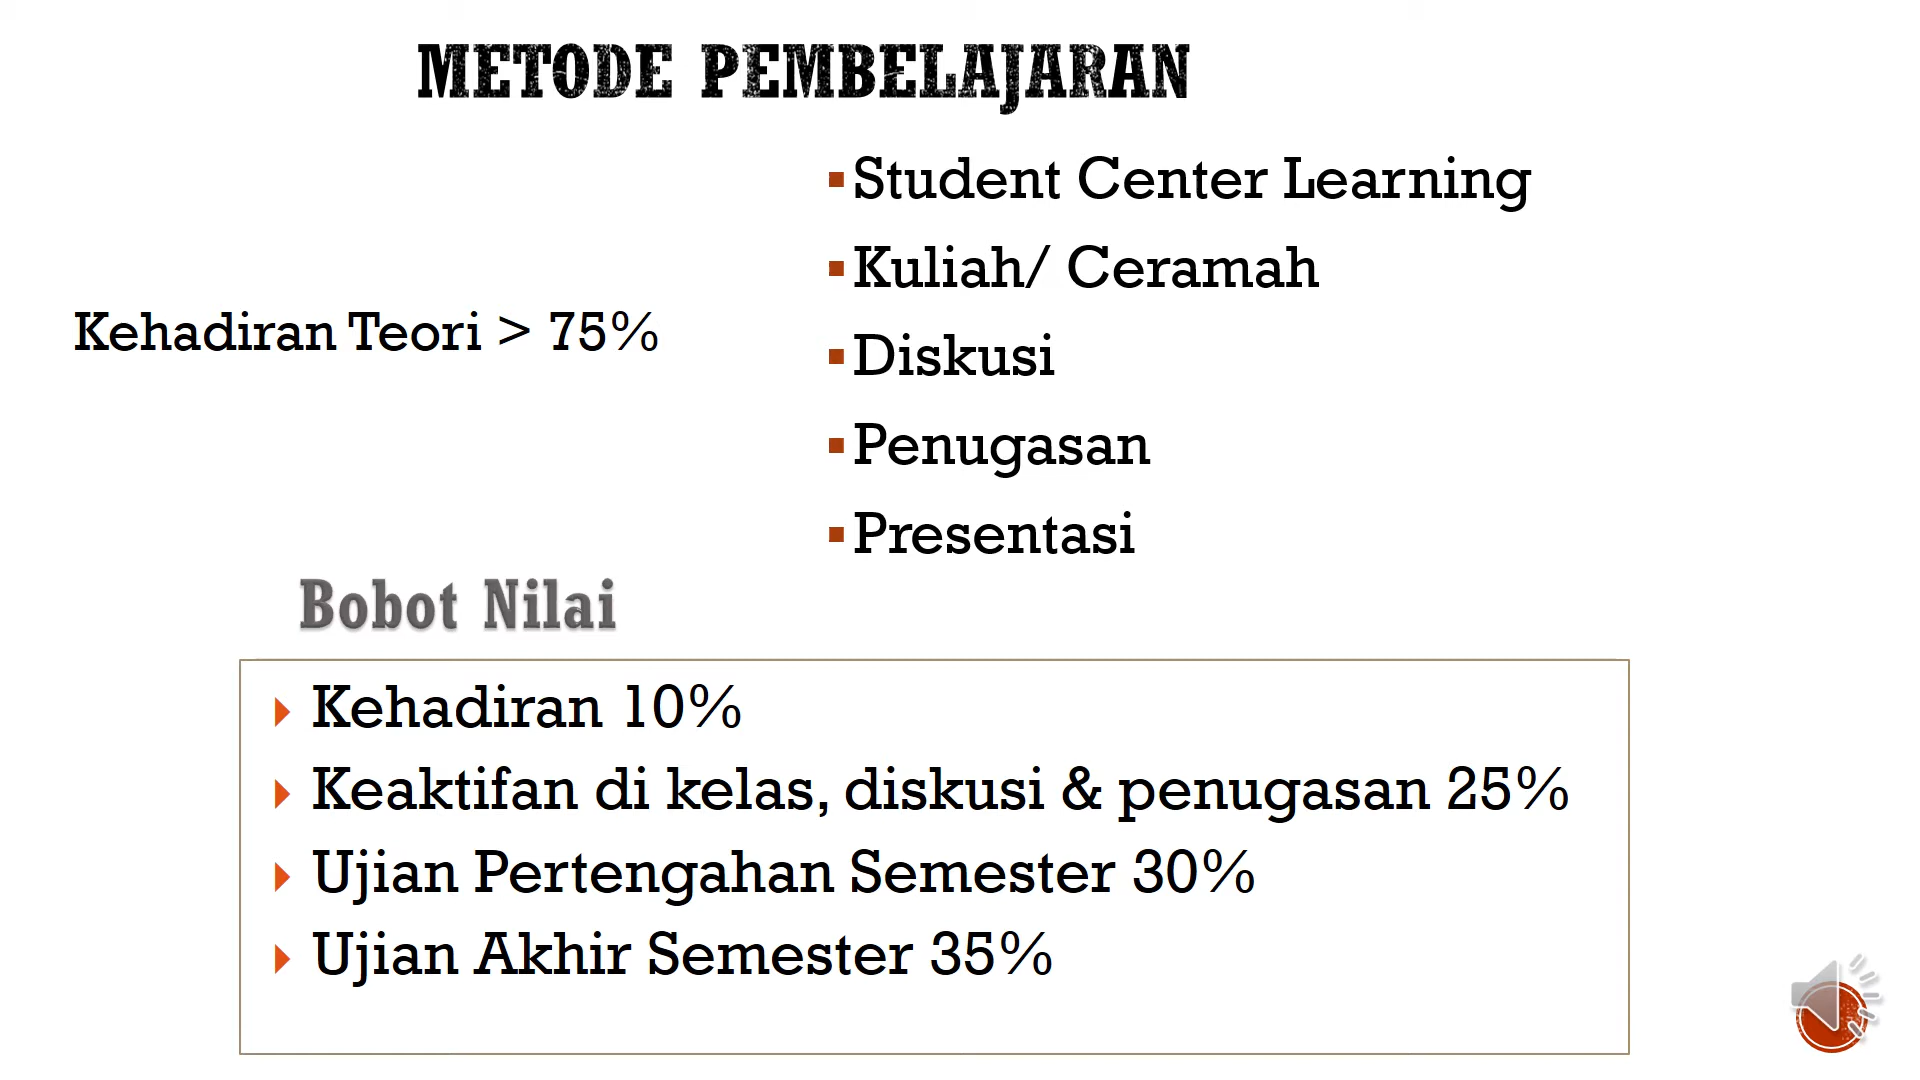 METODE PEMBELAJARAN
Kehadiran Teori > 75%
Student Center Learning
Kuliah/ Ceramah
Diskusi
Penugasan
Presentasi
Bobot Nilai
Kehadiran 10%
Keaktifan di kelas, diskusi & penugasan 25%
Ujian Pertengahan Semester 30%
Ujian Akhir Semester 35%